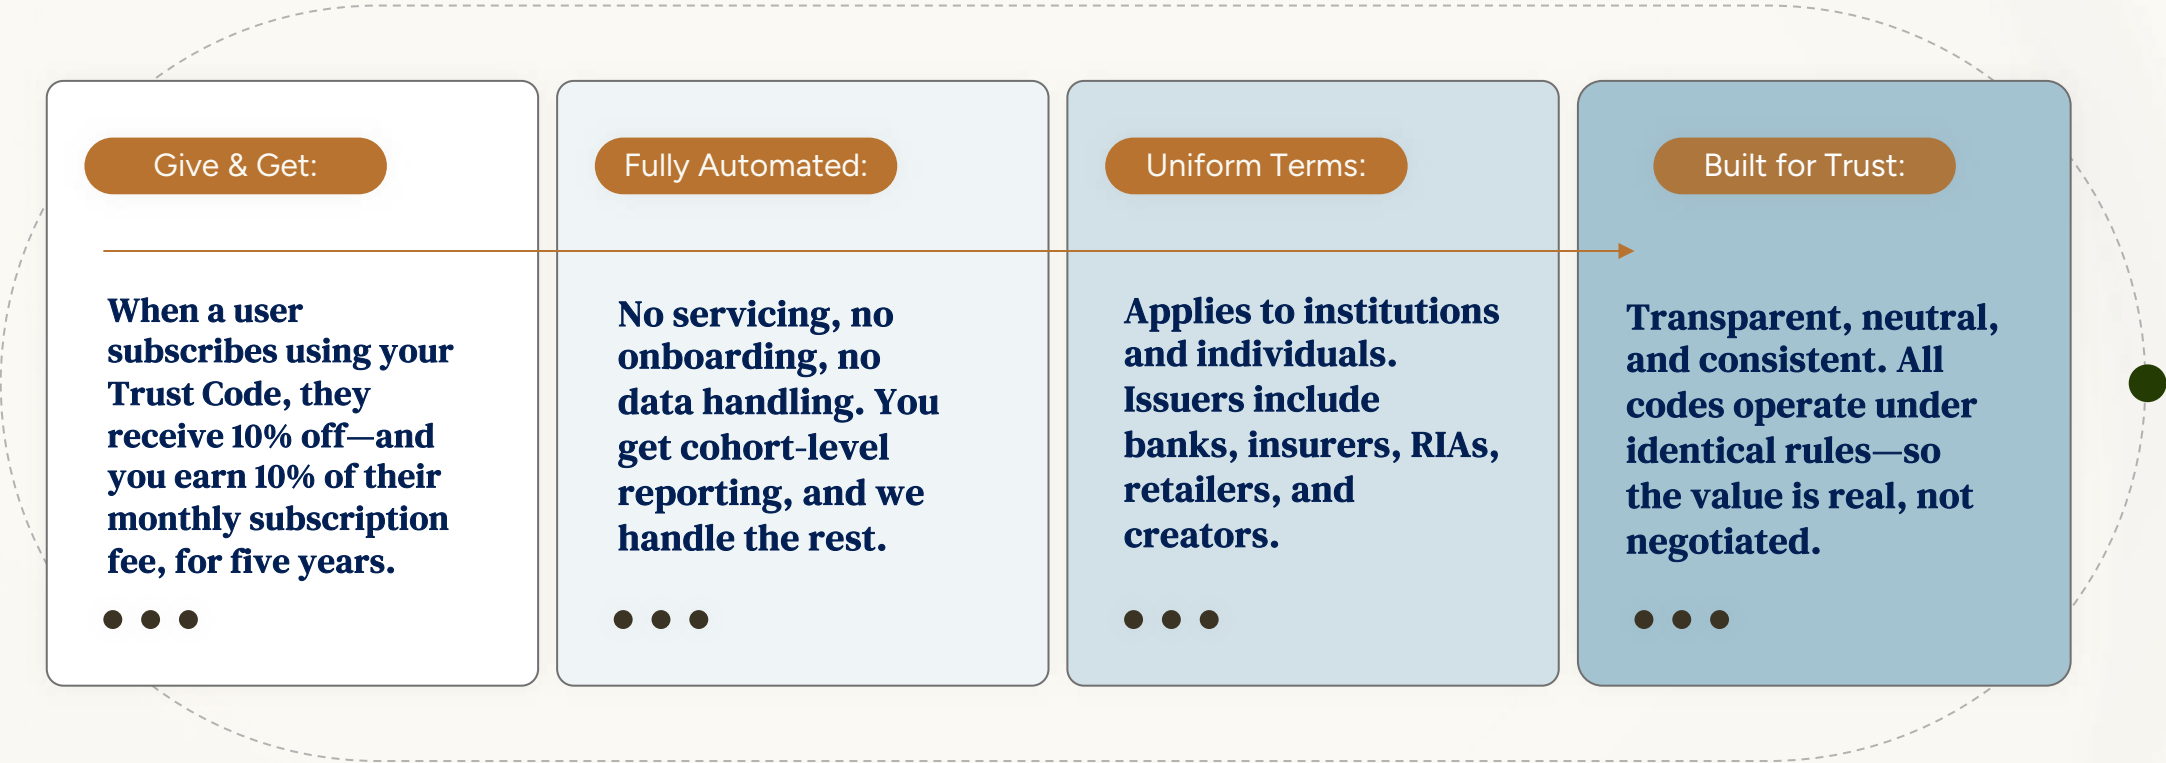 Give & Get:
When a user
subscribes using your
Trust Code, they
receive 10% off—and
you earn 10% of their
monthly subscription
fee, for five years.
Fully Automated:
No servicing, no
onboarding, no
data handling. You
get cohort-level
reporting, and we
handle the rest.
Uniform Terms:
Applies to institutions
and individuals.
Issuers include
banks, insurers, RIAs,
retailers, and
creators.
Built for Trust:
Transparent, neutral,
and consistent. All
codes operate under
identical rules—so
the value is real, not
negotiated.